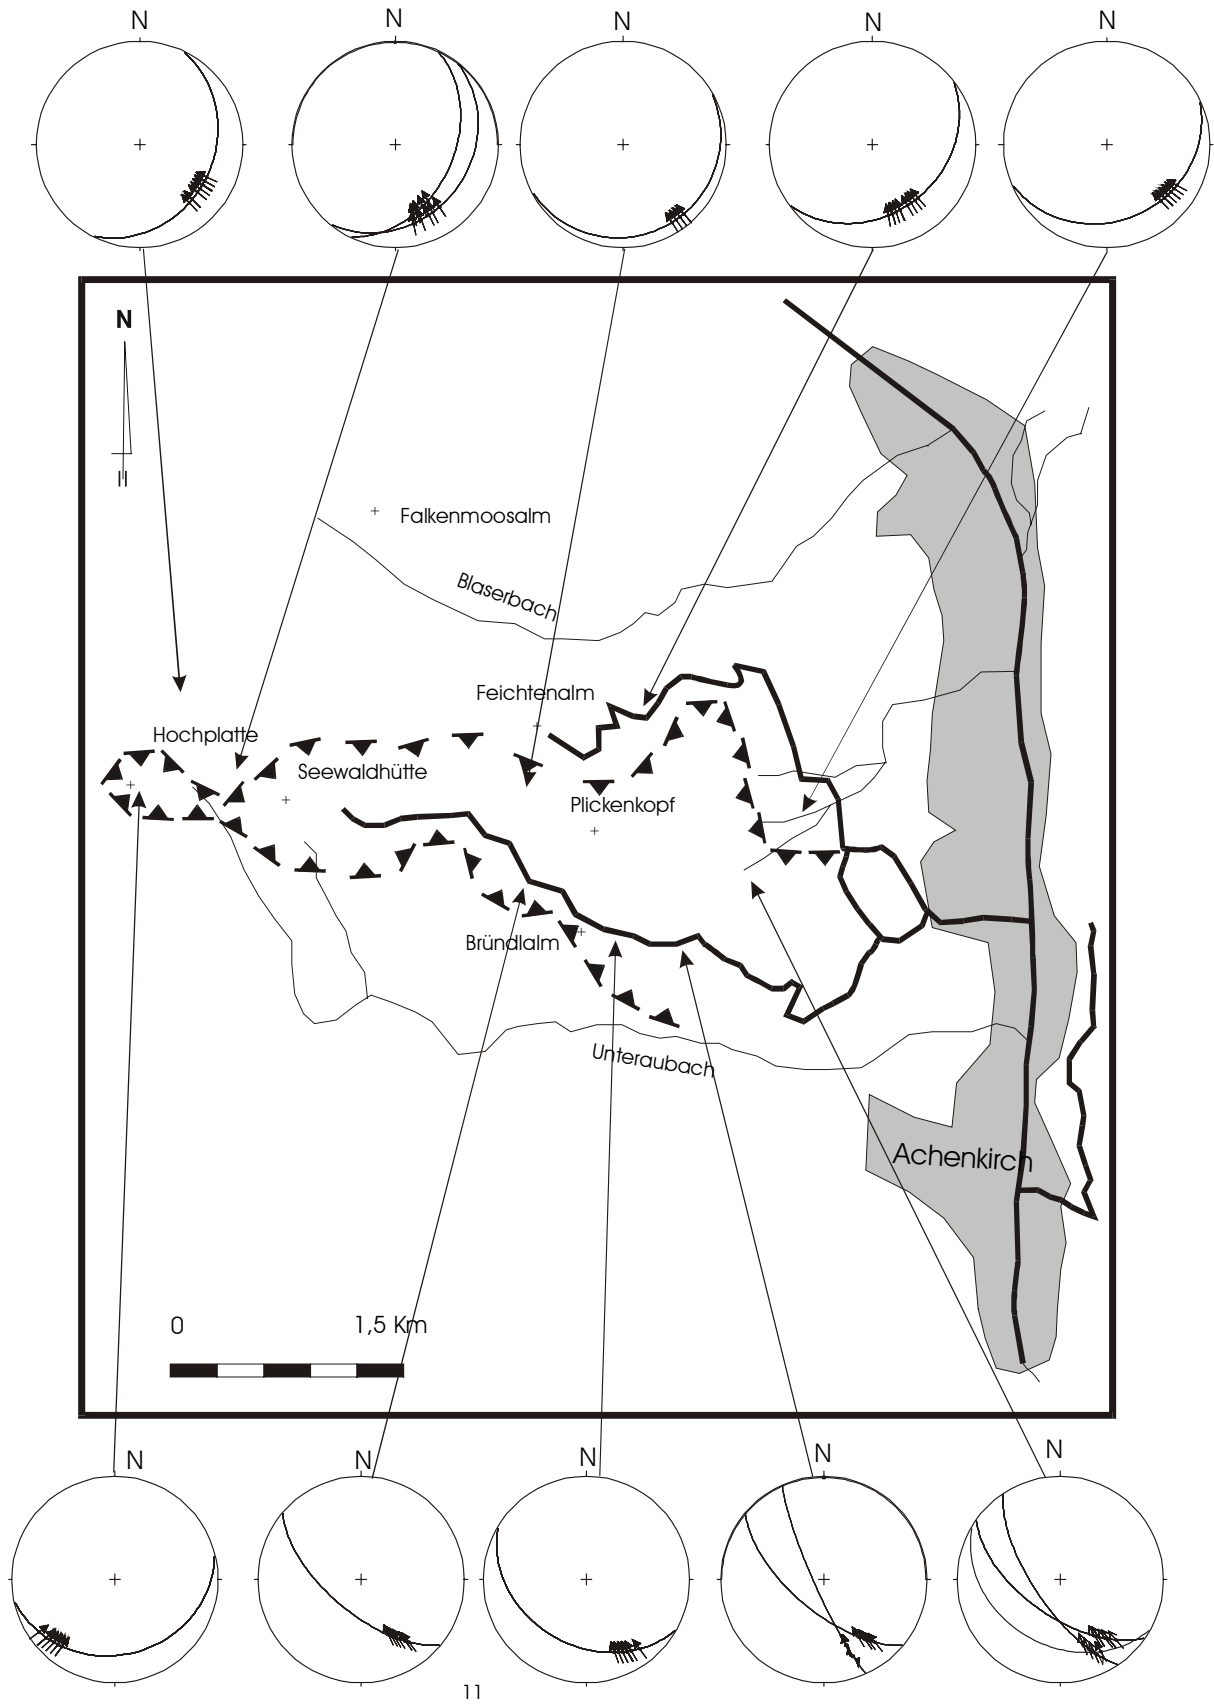 N
N
N
N
N
N
Falkenmoosalm
Blaserbach
Feichtenalm
Hochplatte
Seewaldhütte
Plickenkopf
Bründlalm
Unteraubach
Achenkirch
0 1,5 Km
N
N
N
N
N
11